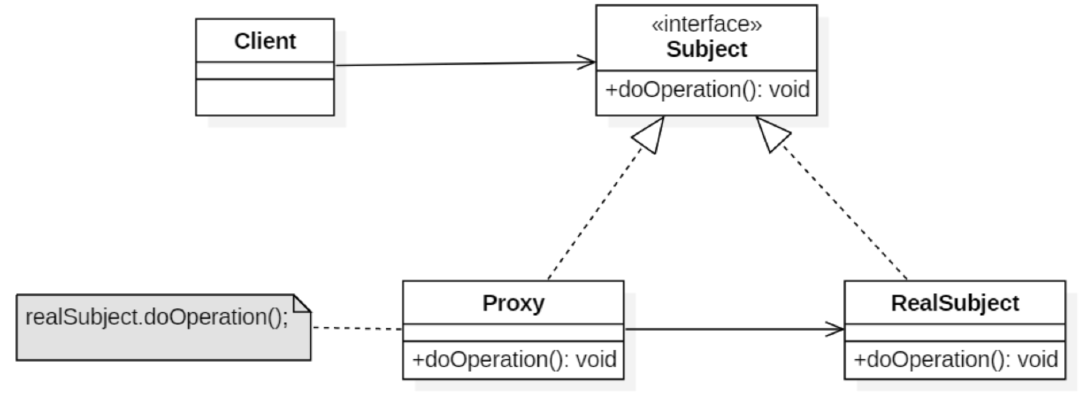 Client
«interface»
Subject
+doOperation(): void
realSubject.doOperation();
Proxy
+doOperation(): void
RealSubject
+doOperation(): void